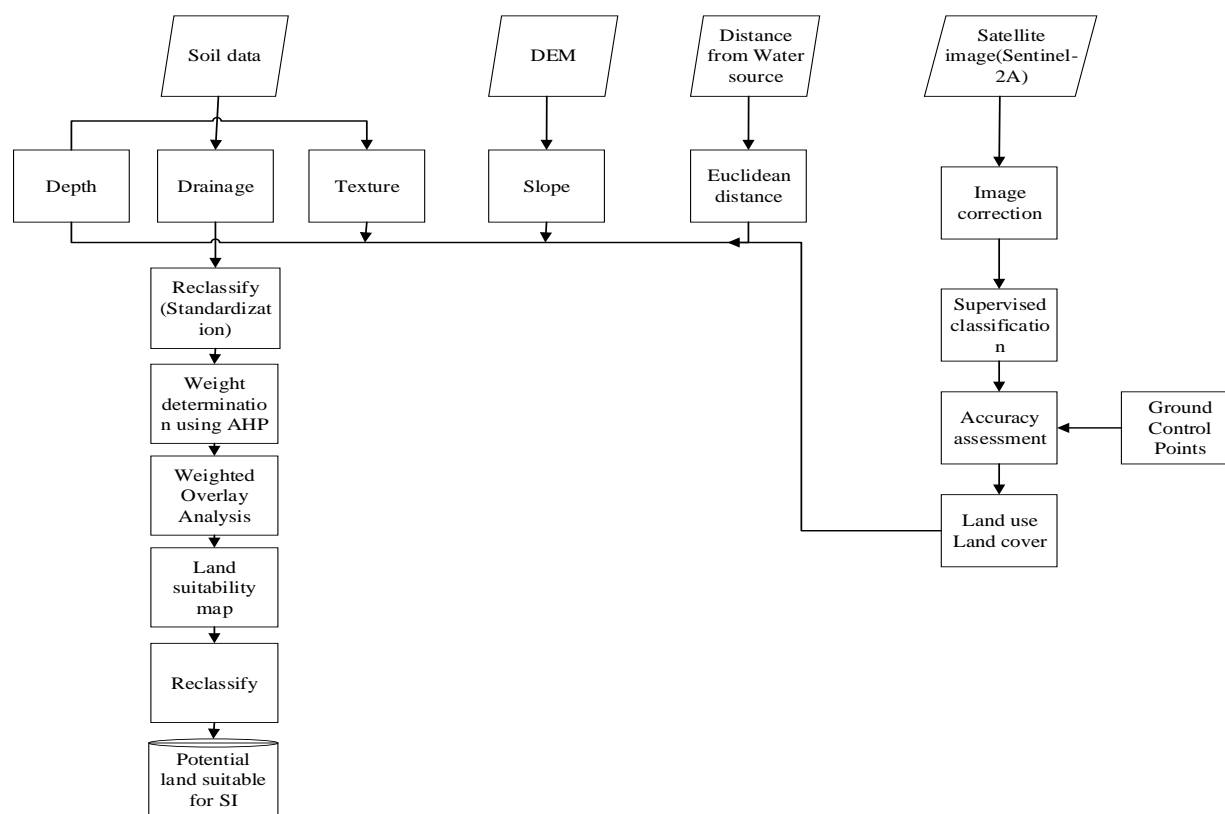 Soil data
DEM
Distance
from Water
source
Satellite
image(Sentinel-
2A)
Depth
Drainage
Texture
Slope
Euclidean
distance
Image
correction
Reclassify
(Standardizat
ion)
Supervised
classificatio
n
Weight
determinatio
n using AHP
Accuracy
assessment
Ground
Control
Points
Weighted
Overlay
Analysis
Land use
Land cover
Land
suitability
map
Reclassify
Potential
land suitable
for SI